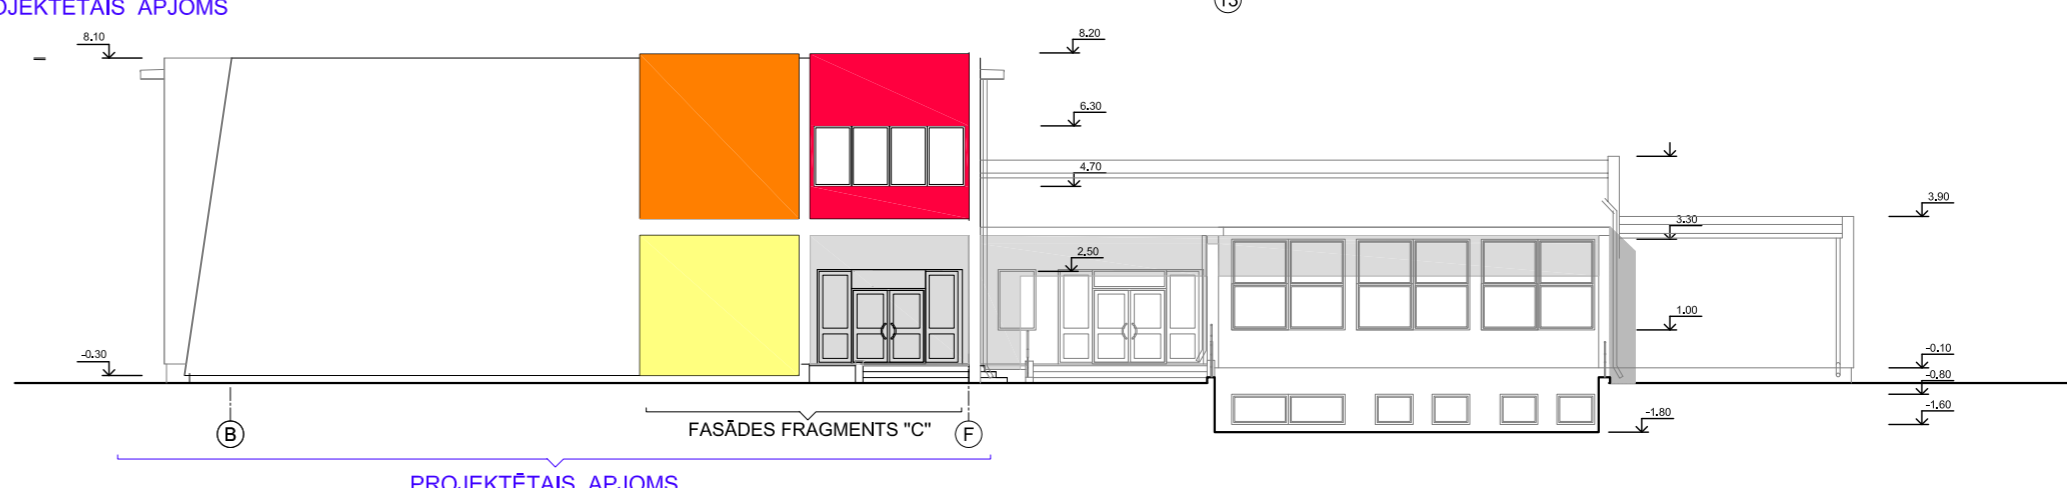 OJEKTĒTAIS APJOMS
13
8.10
8.20
6.30
4.70
3.90
3.30
2.50
1.00
-0.30
-0.10
-0.80
-1.60
-1.80
B
FASĀDES FRAGMENTS "C"
F
PROJEKTĒTAIS APJOMS